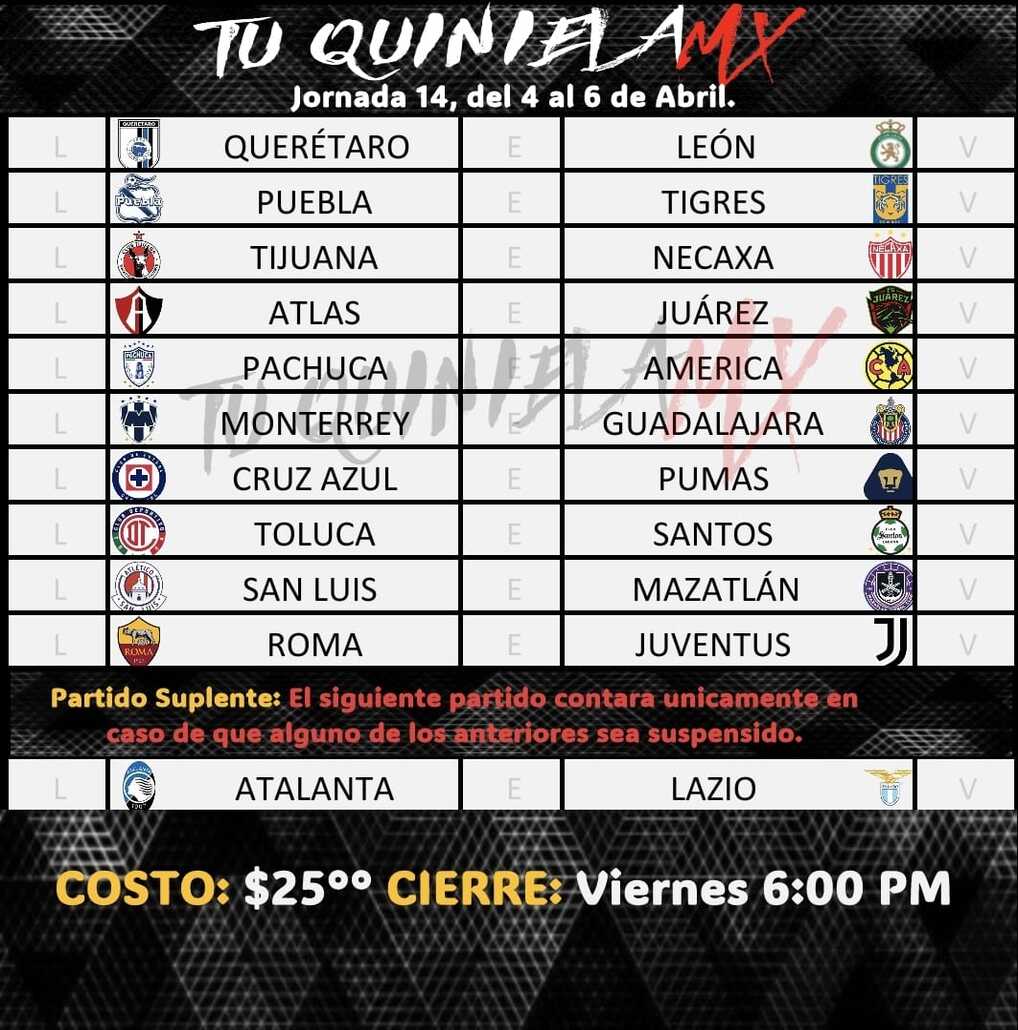 TU QUINIELAMX
Jornada 14, del 4 al 6 de Abril.
L QUERÉTARO E LEÓN V
L PUEBLA E TIGRES V
L TIJUANA E NECAXA V
L ATLAS E JUÁREZ V
L PACHUCA E AMERICA V
TU QUINIELAMX
L MONTERREY E GUADALAJARA V
L CRUZ AZUL E PUMAS V
L TOLUCA E SANTOS V
L SAN LUIS E MAZATLÁN V
L ROMA E JUVENTUS V
Partido Suplente: El siguiente partido contara unicamente en
caso de que alguno de los anteriores sea suspendido.
L ATALANTA E LAZIO V
COSTO: $25°° CIERRE: Viernes 6:00 PM